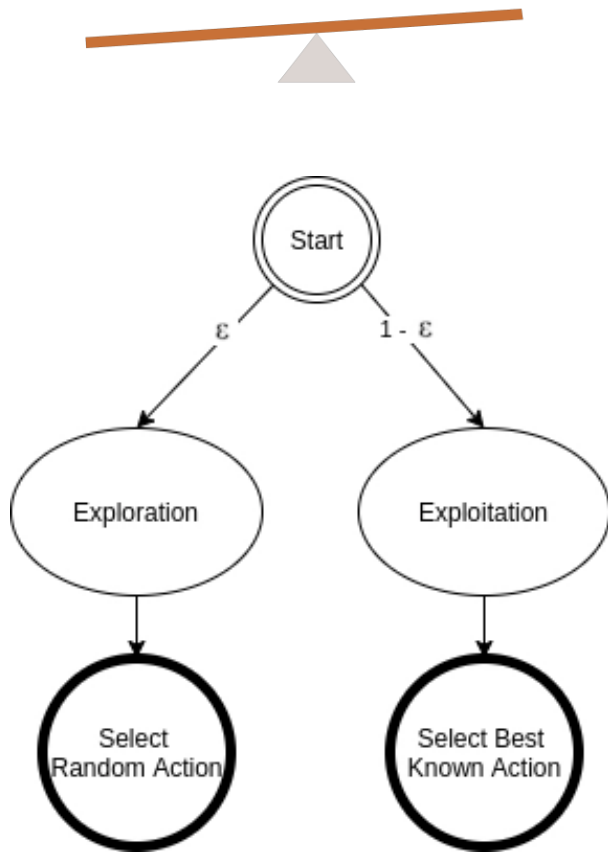 Start
ε
1 - ε
Exploration
Exploitation
Select
Random Action
Select Best
Known Action